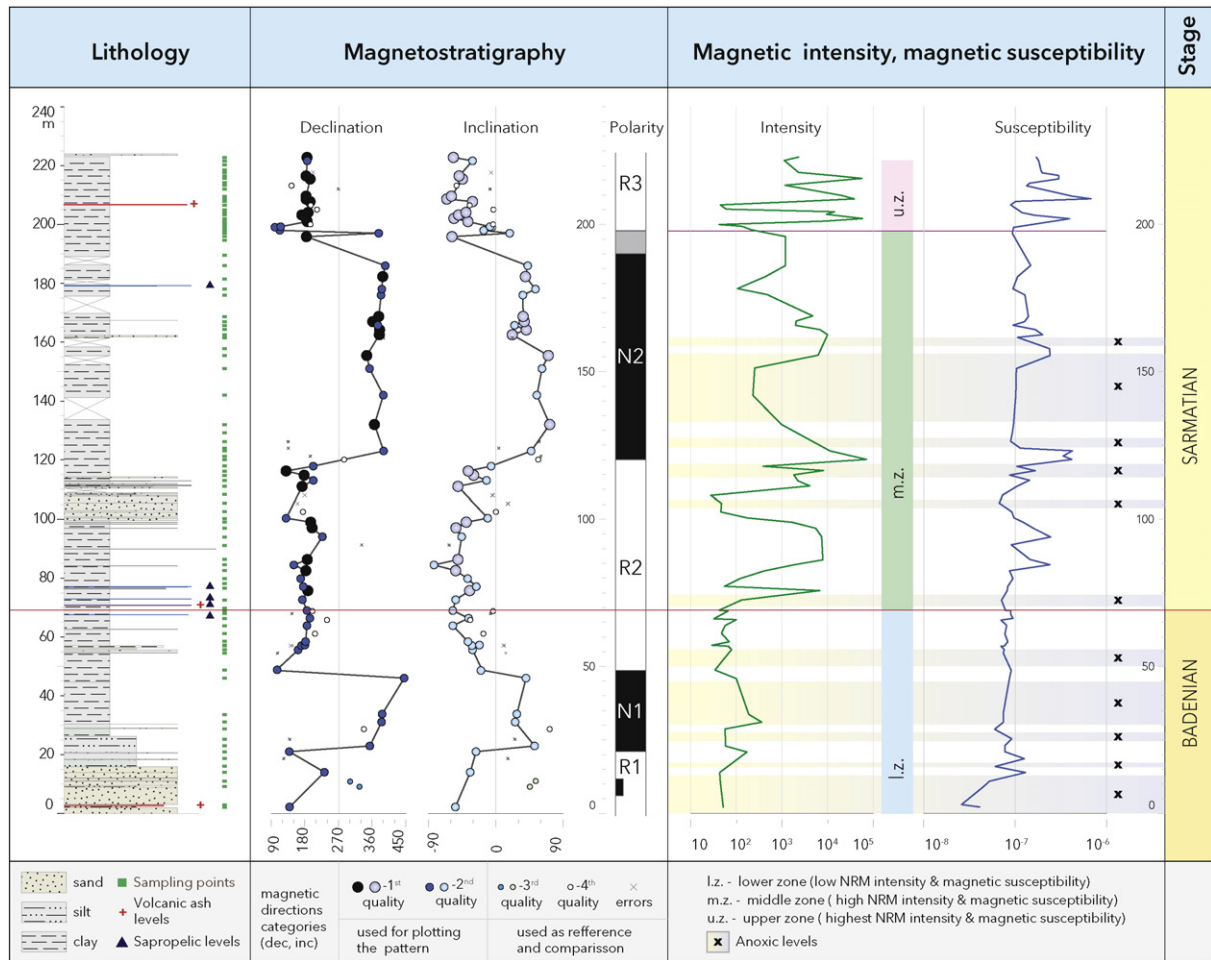 Lithology
Magnetostratigraphy
Magnetic intensity, magnetic susceptibility
Stage
240
m
220
200
180
160
140
120
100
80
60
40
20
0
Declination
Inclination
Polarity
R3
N2
R2
N1
R1
Intensity
Susceptibility
u.z.
m.z.
l.z.
200
150
100
50
0
x
x
x
x
x
x
x
x
x
x
x
SARMATIAN
BADENIAN
90
180
270
360
450
-90
0
90
10
10²
10³
10⁴
10⁵
10⁻⁸
10⁻⁷
10⁻⁶
sand
silt
clay
Sampling points
Volcanic ash
levels
Sapropelic levels
magnetic
directions
categories
(dec, inc)
-1st
quality
-2nd
quality
-3rd
quality
-4th
quality
errors
used for plotting
the pattern
used as refference
and comparisson
l.z. - lower zone (low NRM intensity & magnetic susceptibility)
m.z. - middle zone ( high NRM intensity & magnetic susceptibility)
u.z. - upper zone ( highest NRM intensity & magnetic susceptibility)
x Anoxic levels